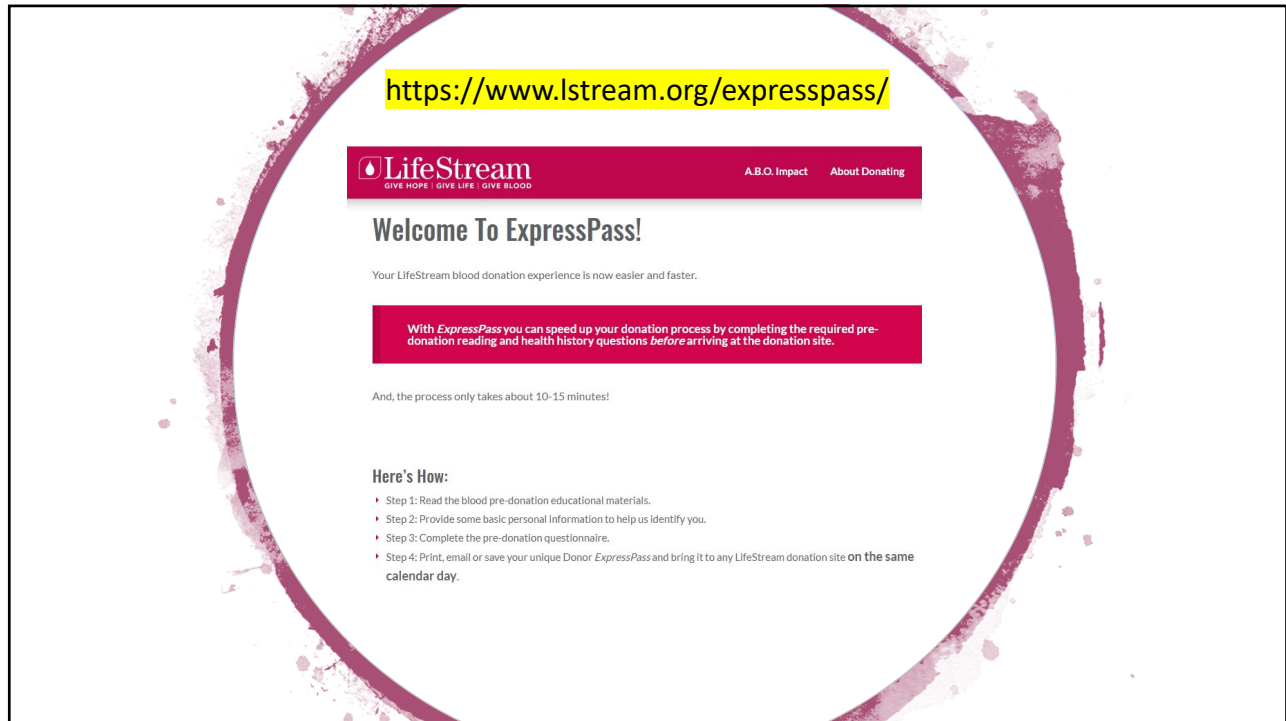 https://www.lstream.org/expresspass/
LifeStream
GIVE HOPE | GIVE LIFE | GIVE BLOOD
A.B.O. Impact About Donating
Welcome To ExpressPass!
Your LifeStream blood donation experience is now easier and faster.
With ExpressPass you can speed up your donation process by completing the required pre-
donation reading and health history questions before arriving at the donation site.
And, the process only takes about 10-15 minutes!
Here's How:
Step 1: Read the blood pre-donation educational materials.
Step 2: Provide some basic personal information to help us identify you.
Step 3: Complete the pre-donation questionnaire.
Step 4: Print, email or save your unique Donor ExpressPass and bring it to any LifeStream donation site on the same
calendar day.